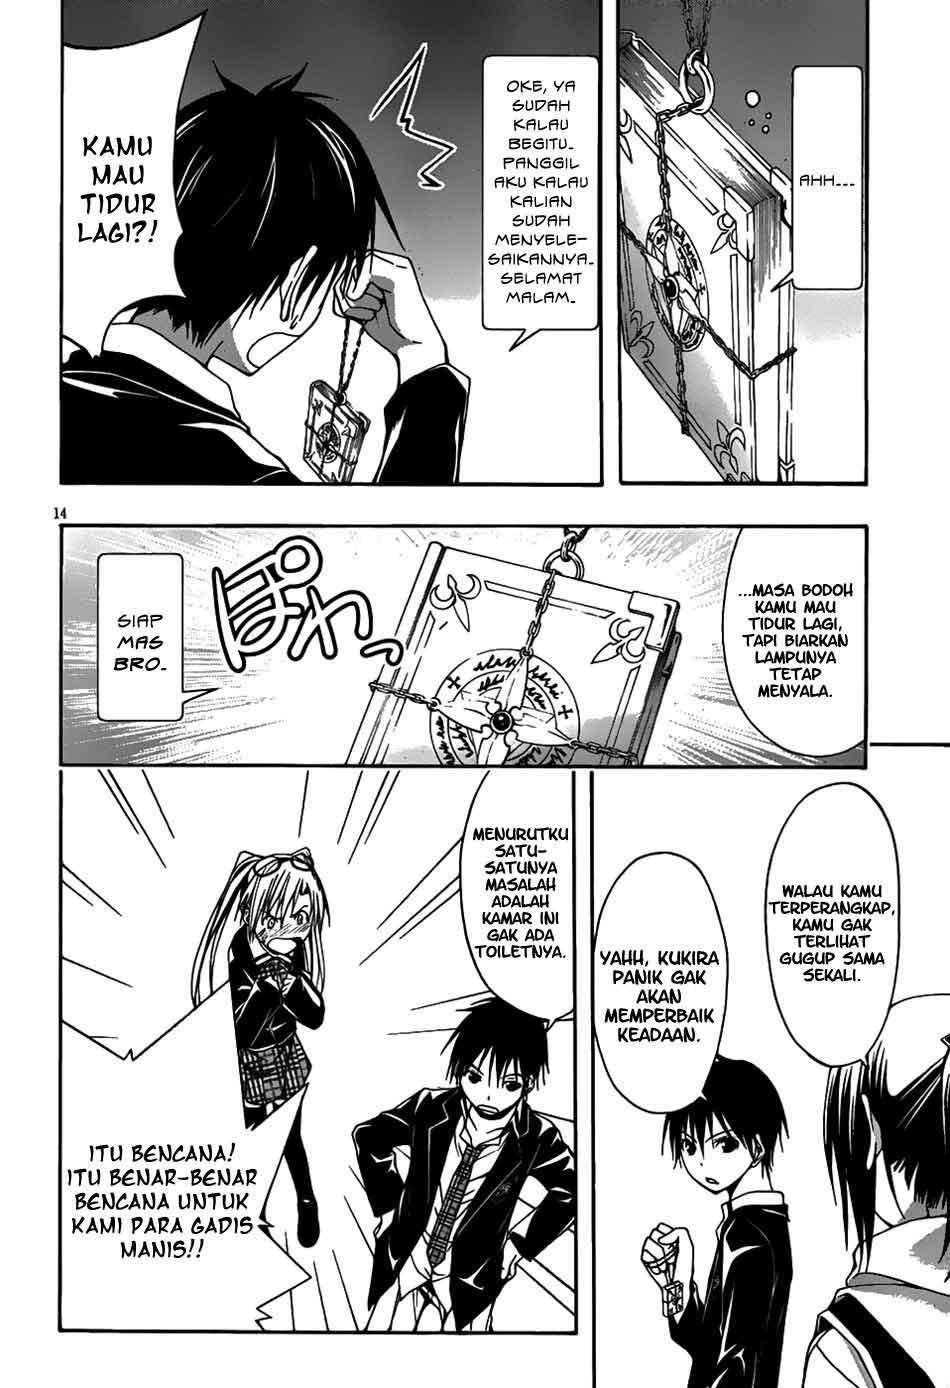 AHH...
OKE, YA
SUDAH
KALAU
BEGITU.
PANGGIL
AKU KALAU
KALIAN
SUDAH
MENYELE-
SAIKANNYA.
SELAMAT
MALAM.
KAMU
MAU
TIDUR
LAGI?!
14
...MASA BODOH
KAMU MAU
TIDUR LAGI,
TAPI BIARKAN
LAMPUNYA
TETAP
MENYALA.
ぽわっ
SIAP
MAS
BRO.
WALAU KAMU
TERPERANGKAP,
KAMU GAK
TERLIHAT
GUGUP SAMA
SEKALI.
YAHH, KUKIRA
PANIK GAK
AKAN
MEMPERBAIK
KEADAAN.
MENURUTKU
SATU-
SATUNYA
MASALAH
ADALAH
KAMAR INI
GAK ADA
TOILETNYA.
ITU BENCANA!
ITU BENAR-BENAR
BENCANA UNTUK
KAMI PARA GADIS
MANIS!!